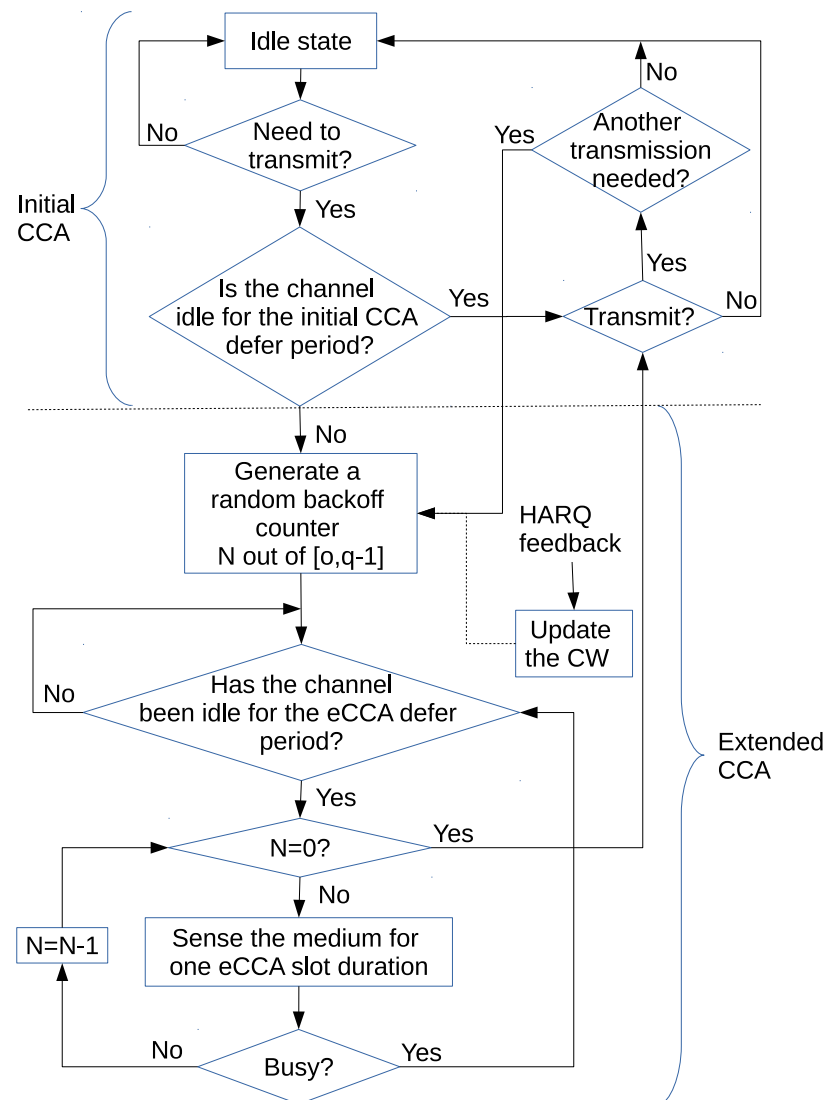 Idle state
No
Need to
transmit?
Yes
Initial
CCA
Is the channel
idle for the initial CCA
defer period?
Yes
No
Another
transmission
needed?
Yes
No
Yes
Transmit?
No
Generate a
random backoff
counter
N out of [o,q-1]
HARQ
feedback
Update
the CW
Has the channel
been idle for the eCCA defer
period?
No
Yes
Extended
CCA
N=0?
Yes
No
N=N-1
Sense the medium for
one eCCA slot duration
No
Busy?
Yes